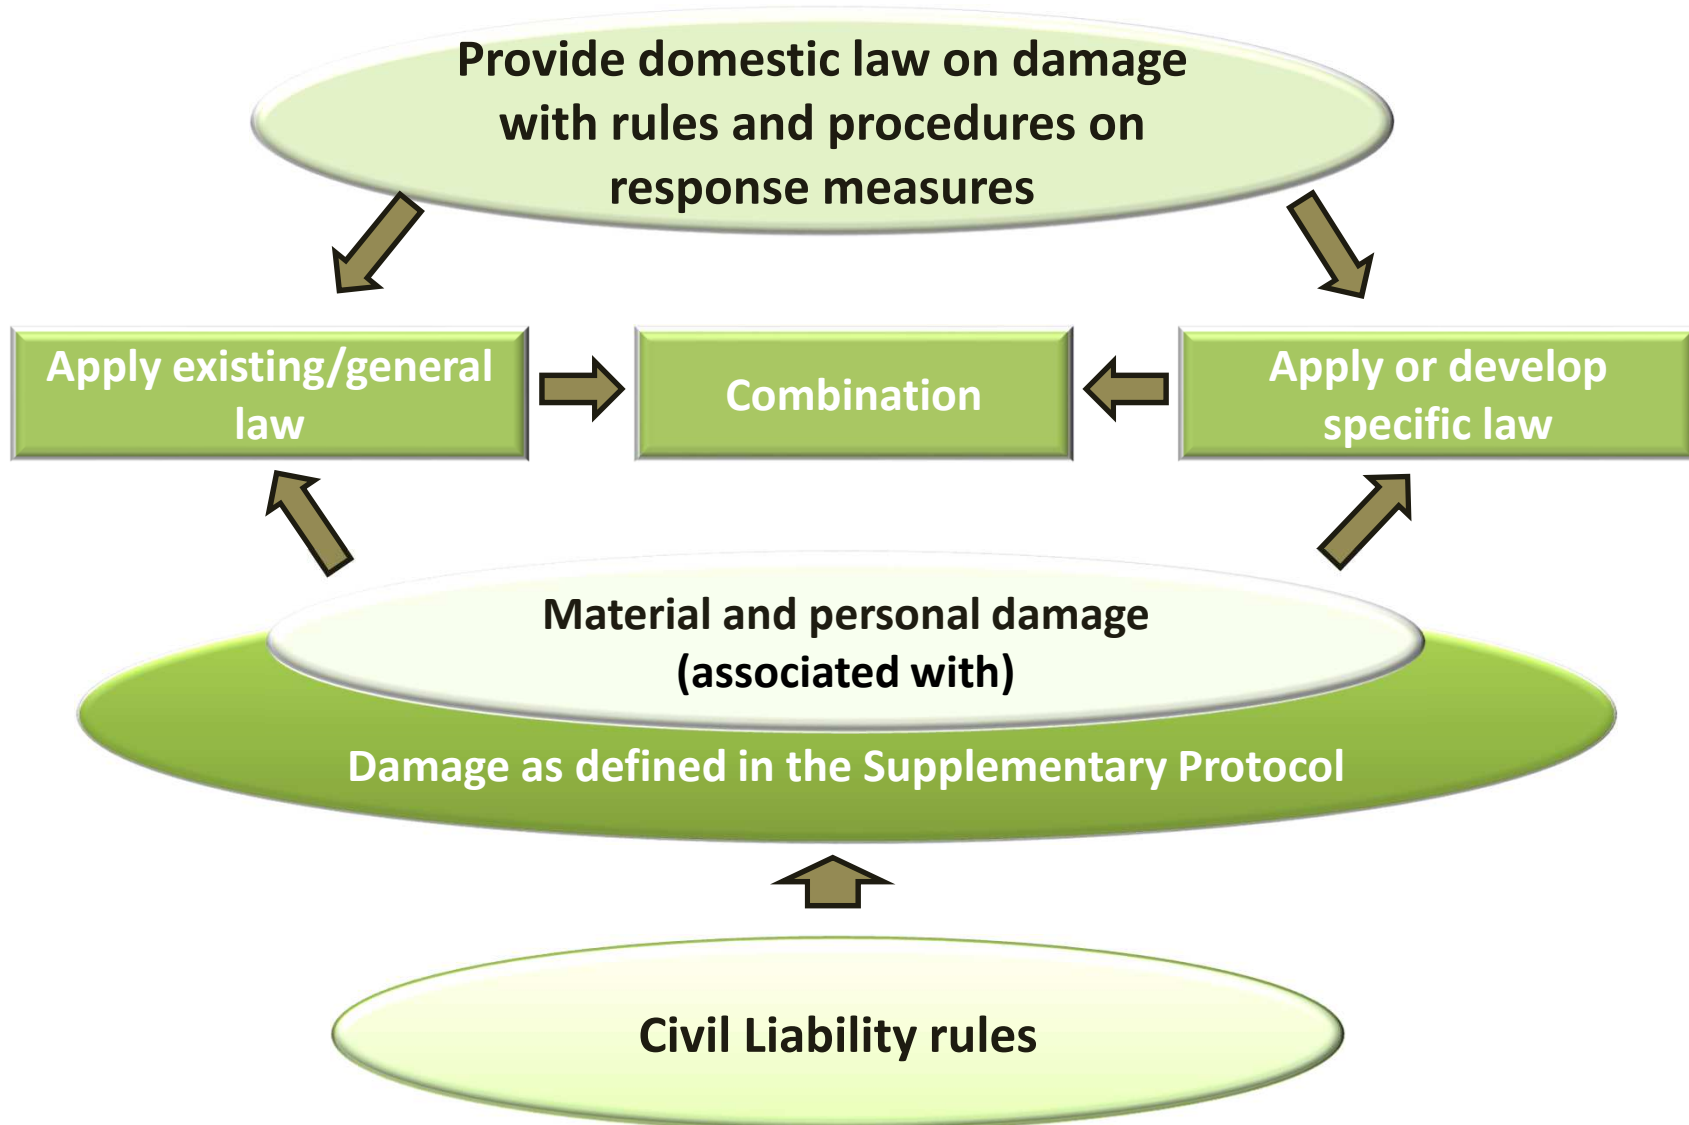 Provide domestic law on damage
with rules and procedures on
response measures
Apply existing/general
law
Combination
Apply or develop
specific law
Material and personal damage
(associated with)
Damage as defined in the Supplementary Protocol
Civil Liability rules